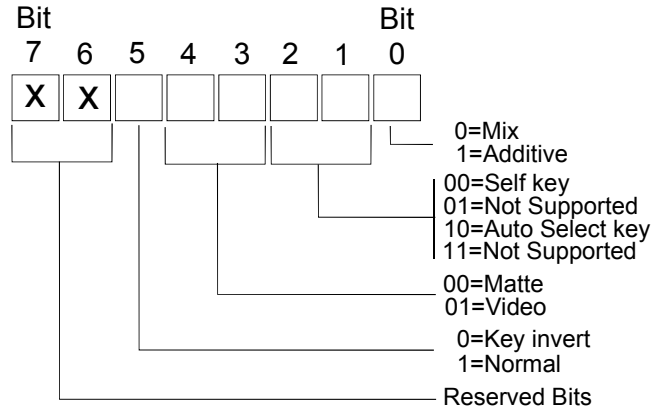 Bit Bit
7 6 5 4 3 2 1 0
X X
0=Mix
1=Additive
00=Self key
01=Not Supported
10=Auto Select key
11=Not Supported
00=Matte
01=Video
0=Key invert
1=Normal
Reserved Bits